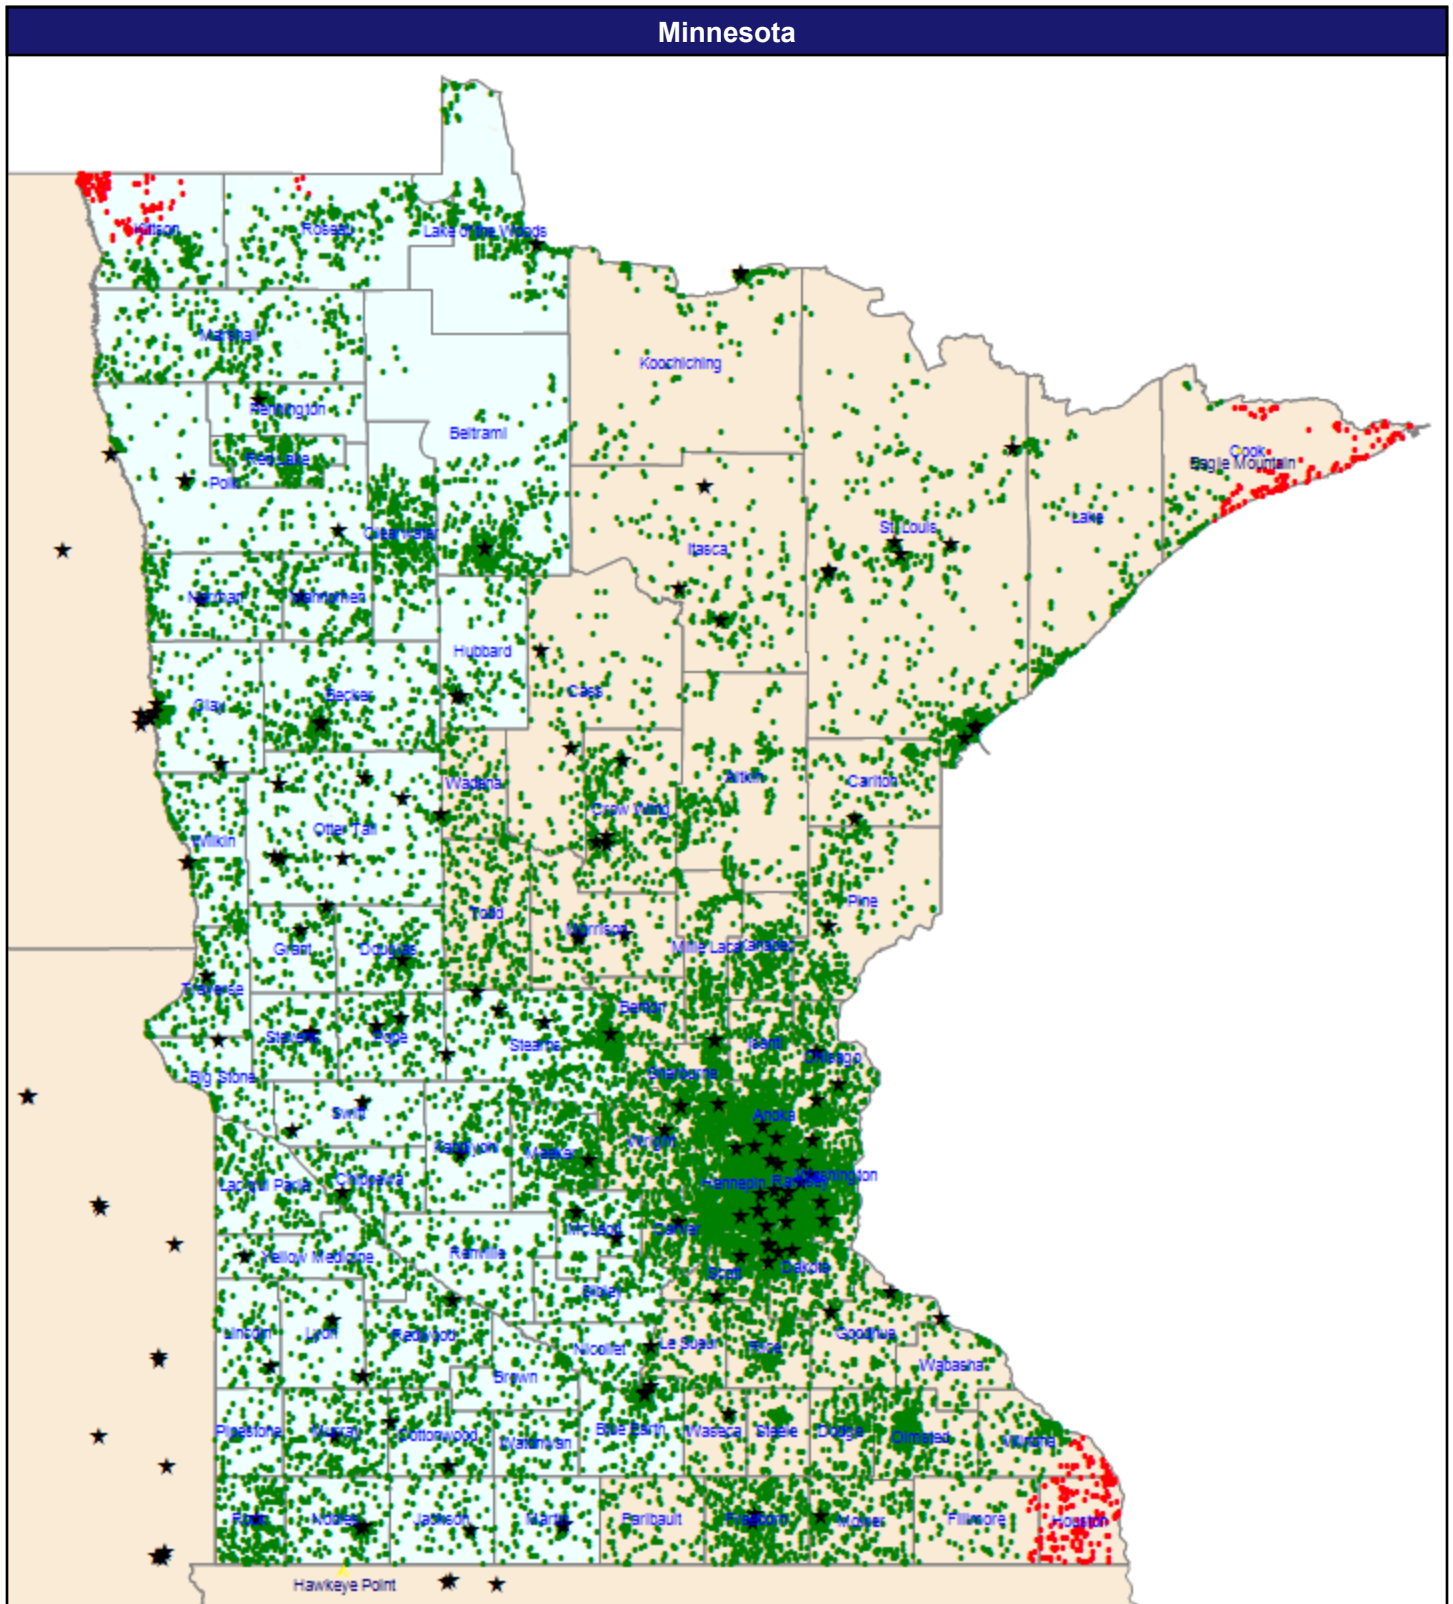 Minnesota
Kittson
Roseau
Lake of the Woods
Marshall
Koochiching
Pennington
Beltrami
Red Lake
Polk
Cook
Eagle Mountain
Clearwater
St. Louis
Lake
Itasca
Norman
Mahnomen
Hubbard
Cass
Clay
Becker
Wadena
Aitkin
Carlton
Otter Tail
Crow Wing
Wilkin
Todd
Pine
Grant
Douglas
Morrison
Mille Lacs
Kanabec
Traverse
Benton
Stevens
Pope
Stearns
Isanti
Chisago
Big Stone
Sherburne
Swift
Anoka
Kandiyohi
Meeker
Wright
Lac qui Parle
Chippewa
Hennepin
Ramsey
Washington
McLeod
Carver
Yellow Medicine
Renville
Scott
Dakota
Sibley
Lincoln
Lyon
Redwood
Nicollet
Le Sueur
Rice
Goodhue
Brown
Wabasha
Pipestone
Murray
Cottonwood
Watonwan
Blue Earth
Waseca
Steele
Dodge
Olmsted
Winona
Rock
Nobles
Jackson
Martin
Faribault
Freeborn
Mower
Fillmore
Houston
Hawkeye Point